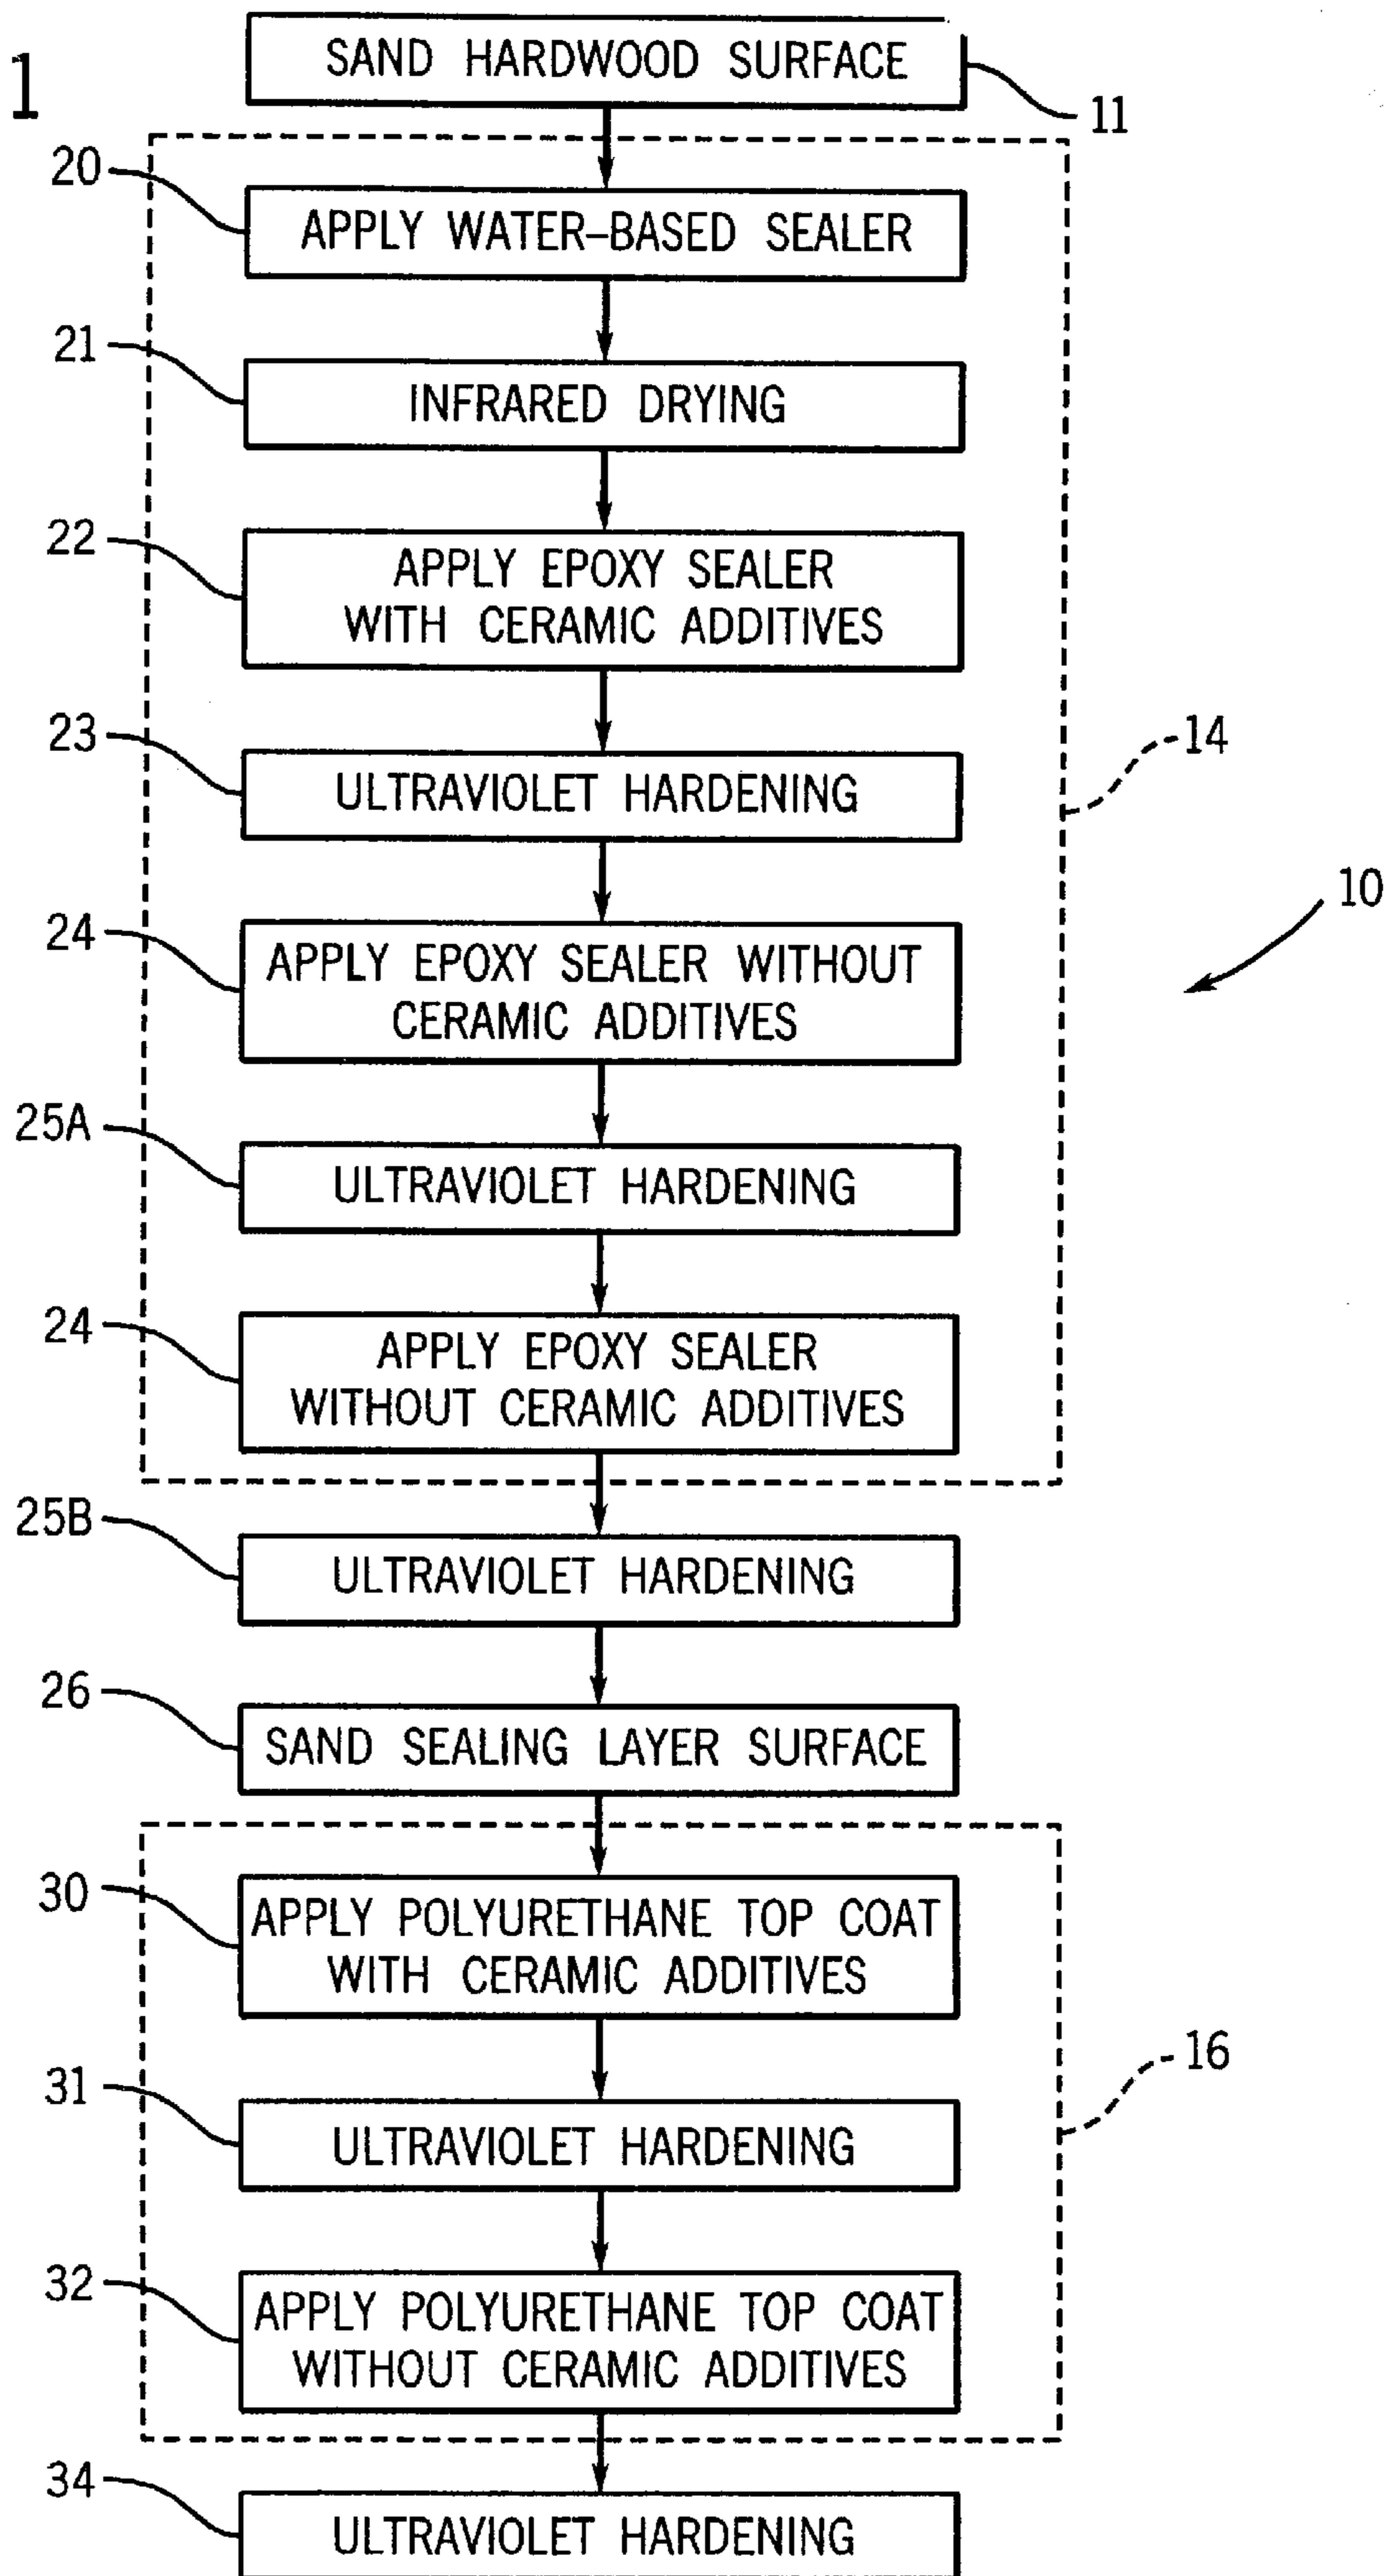 1
SAND HARDWOOD SURFACE
11
20
APPLY WATER-BASED SEALER
21
INFRARED DRYING
22
APPLY EPOXY SEALER
WITH CERAMIC ADDITIVES
23
ULTRAVIOLET HARDENING
14
10
24
APPLY EPOXY SEALER WITHOUT
CERAMIC ADDITIVES
25A
ULTRAVIOLET HARDENING
24
APPLY EPOXY SEALER
WITHOUT CERAMIC ADDITIVES
25B
ULTRAVIOLET HARDENING
26
SAND SEALING LAYER SURFACE
30
APPLY POLYURETHANE TOP COAT
WITH CERAMIC ADDITIVES
16
31
ULTRAVIOLET HARDENING
32
APPLY POLYURETHANE TOP COAT
WITHOUT CERAMIC ADDITIVES
34
ULTRAVIOLET HARDENING